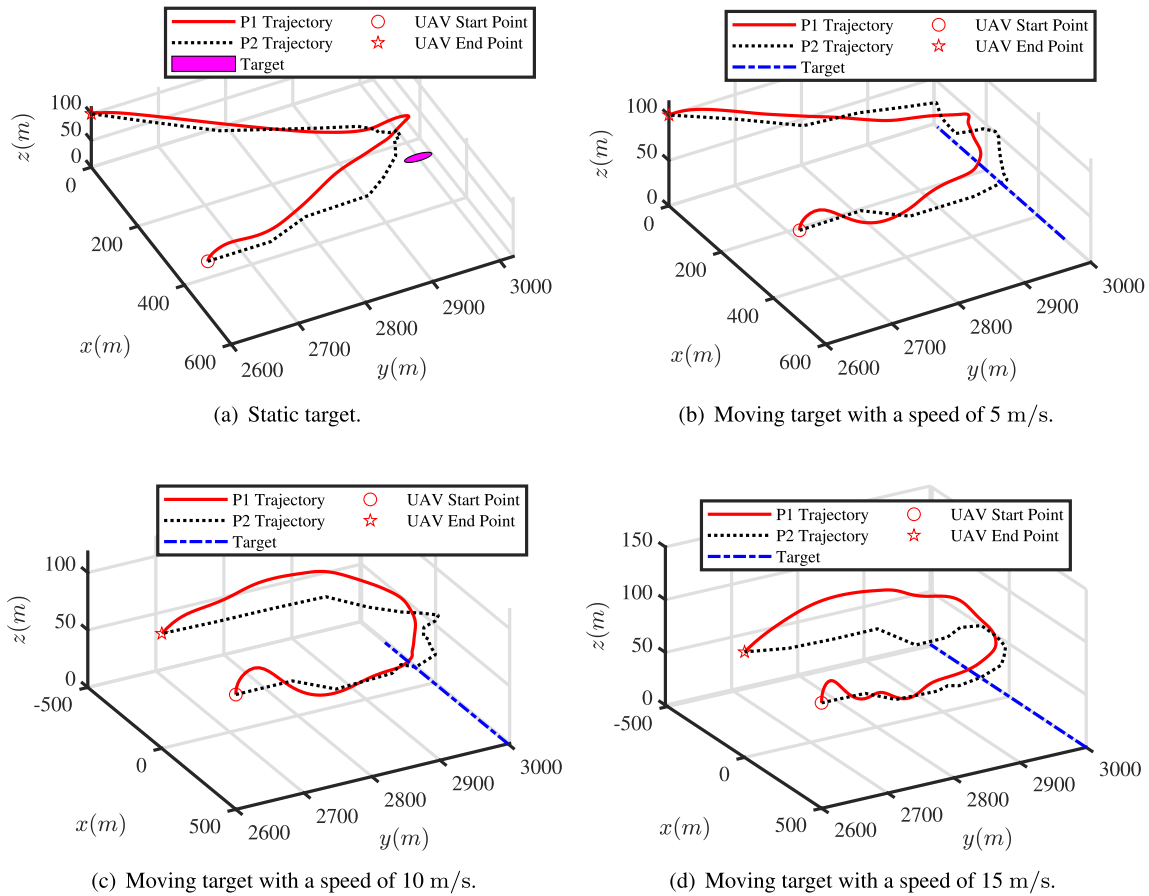 P1 Trajectory UAV Start Point
P2 Trajectory UAV End Point
Target
100
50
0
z(m)
0
200
400
600
x(m)
2600
2700
2800
2900
3000
y(m)
(a) Static target.
P1 Trajectory UAV Start Point
P2 Trajectory UAV End Point
Target
100
50
0
z(m)
0
200
400
600
x(m)
2600
2700
2800
2900
3000
y(m)
(b) Moving target with a speed of 5 m/s.
P1 Trajectory UAV Start Point
P2 Trajectory UAV End Point
Target
100
50
0
z(m)
-500
0
500
x(m)
2600
2700
2800
2900
3000
y(m)
(c) Moving target with a speed of 10 m/s.
P1 Trajectory UAV Start Point
P2 Trajectory UAV End Point
Target
150
100
50
0
z(m)
-500
0
500
x(m)
2600
2700
2800
2900
3000
y(m)
(d) Moving target with a speed of 15 m/s.